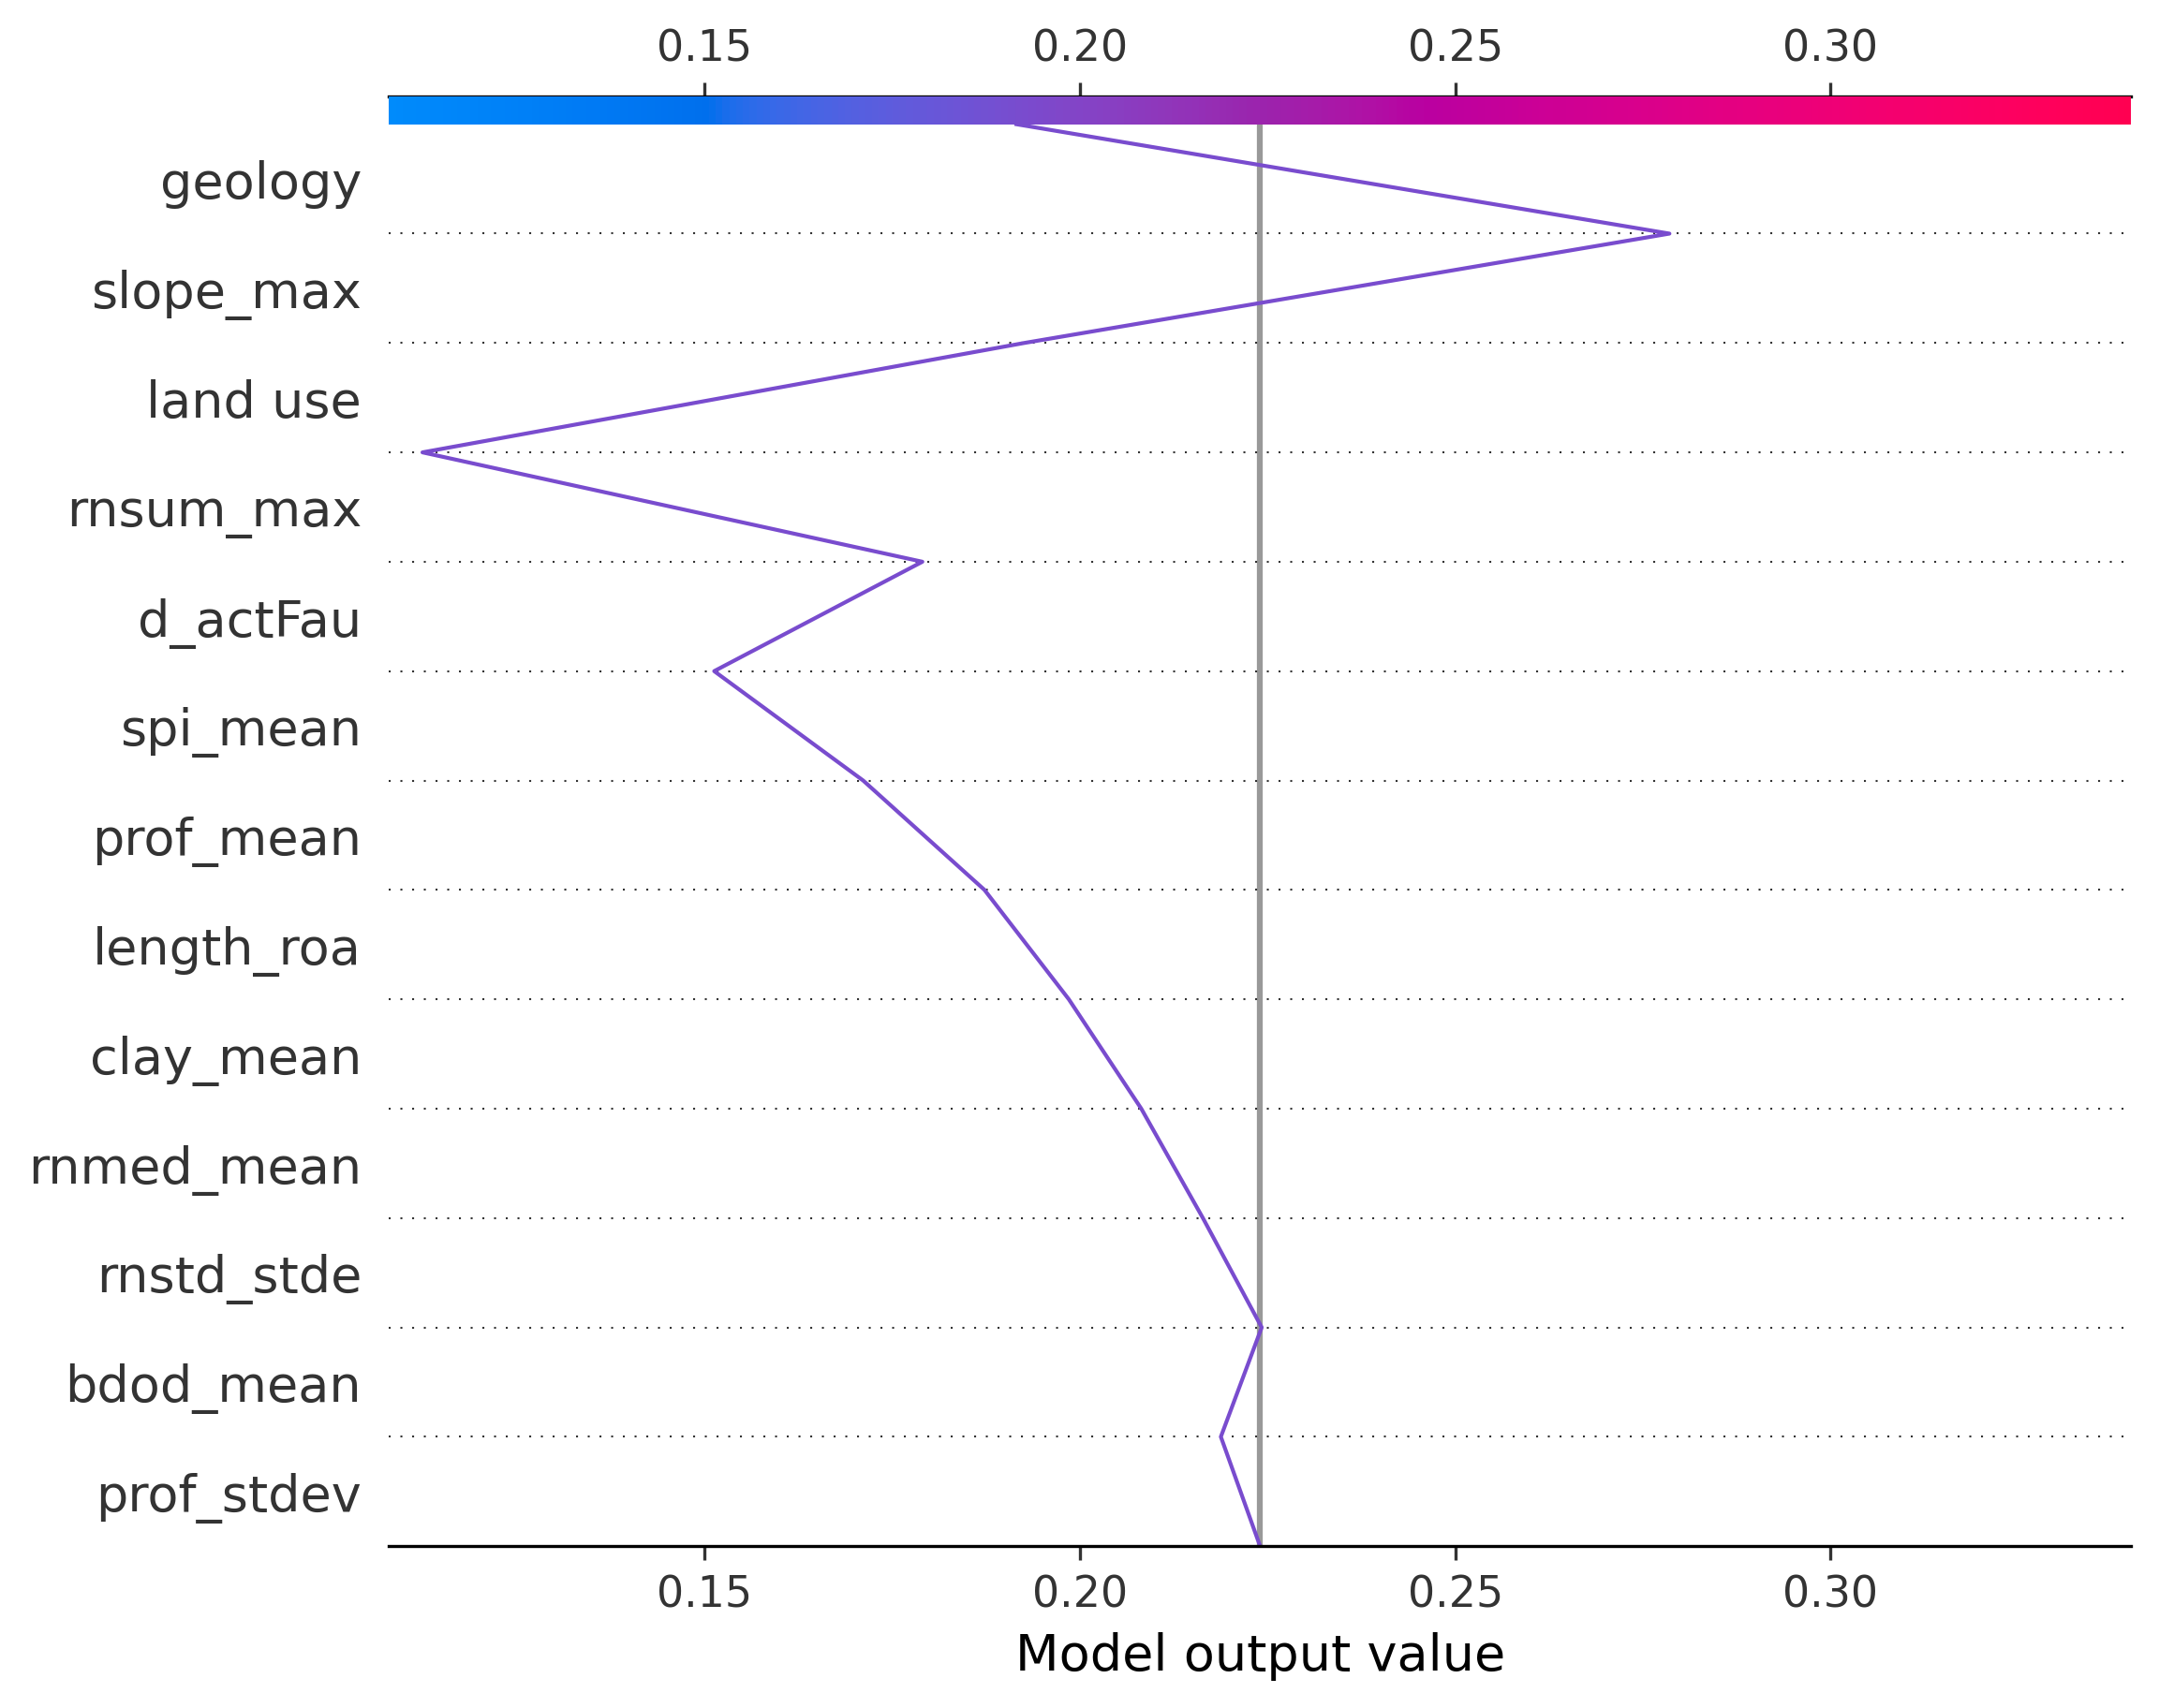 0.15 0.20 0.25 0.30
geology
slope_max
land use
rnsum_max
d_actFau
spi_mean
prof_mean
length_roa
clay_mean
rnmed_mean
rnstd_stde
bdod_mean
prof_stdev
0.15 0.20 0.25 0.30
Model output value